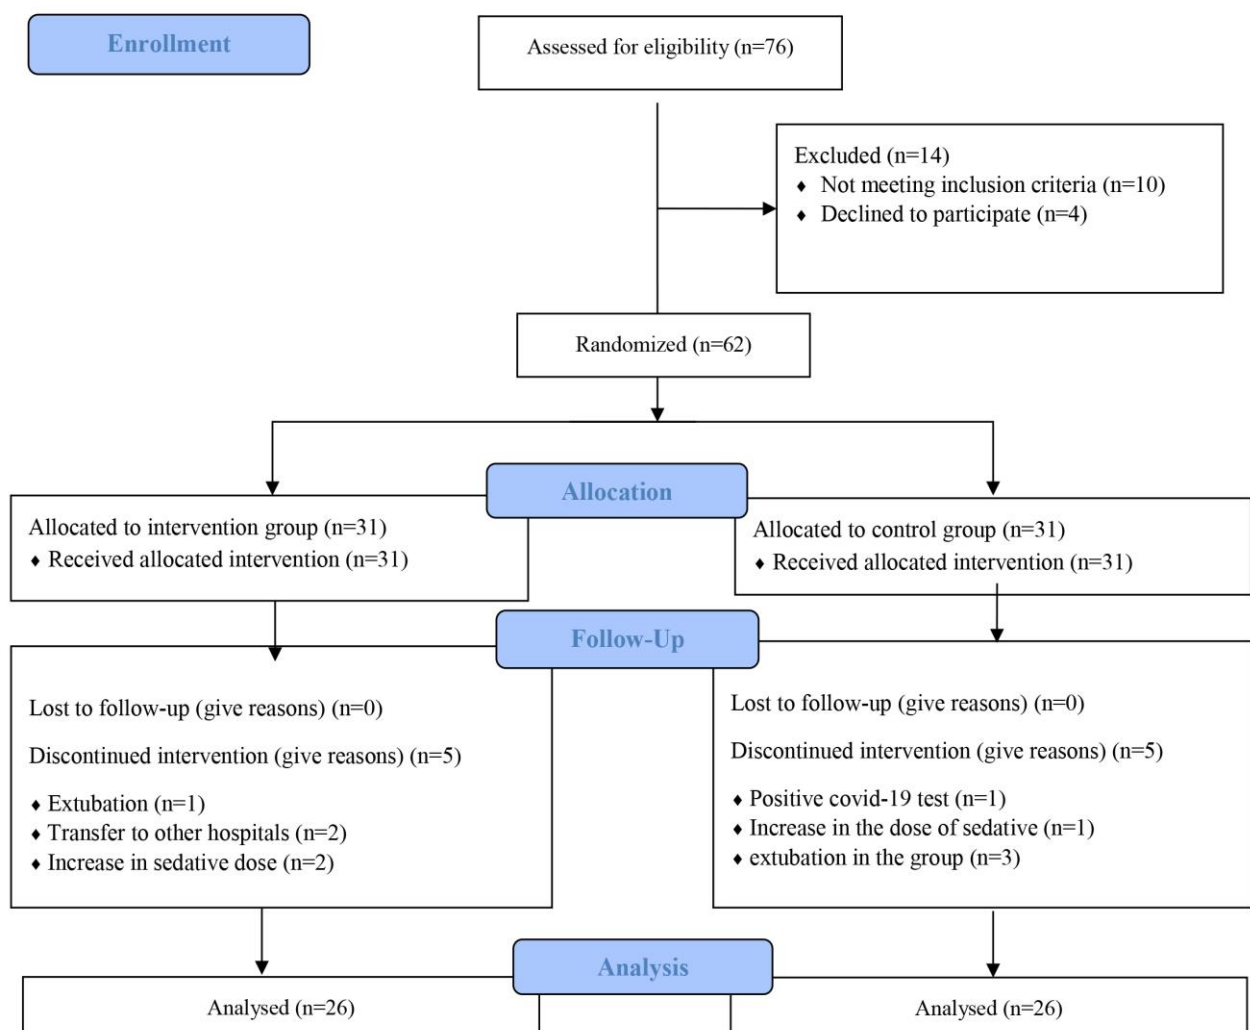 Enrollment
Assessed for eligibility (n=76)
Excluded (n=14)
♦ Not meeting inclusion criteria (n=10)
♦ Declined to participate (n=4)
Randomized (n=62)
Allocation
Allocated to intervention group (n=31)
♦ Received allocated intervention (n=31)
Allocated to control group (n=31)
♦ Received allocated intervention (n=31)
Follow-Up
Lost to follow-up (give reasons) (n=0)
Discontinued intervention (give reasons) (n=5)
♦ Extubation (n=1)
♦ Transfer to other hospitals (n=2)
♦ Increase in sedative dose (n=2)
Lost to follow-up (give reasons) (n=0)
Discontinued intervention (give reasons) (n=5)
♦ Positive covid-19 test (n=1)
♦ Increase in the dose of sedative (n=1)
♦ extubation in the group (n=3)
Analysis
Analysed (n=26)
Analysed (n=26)